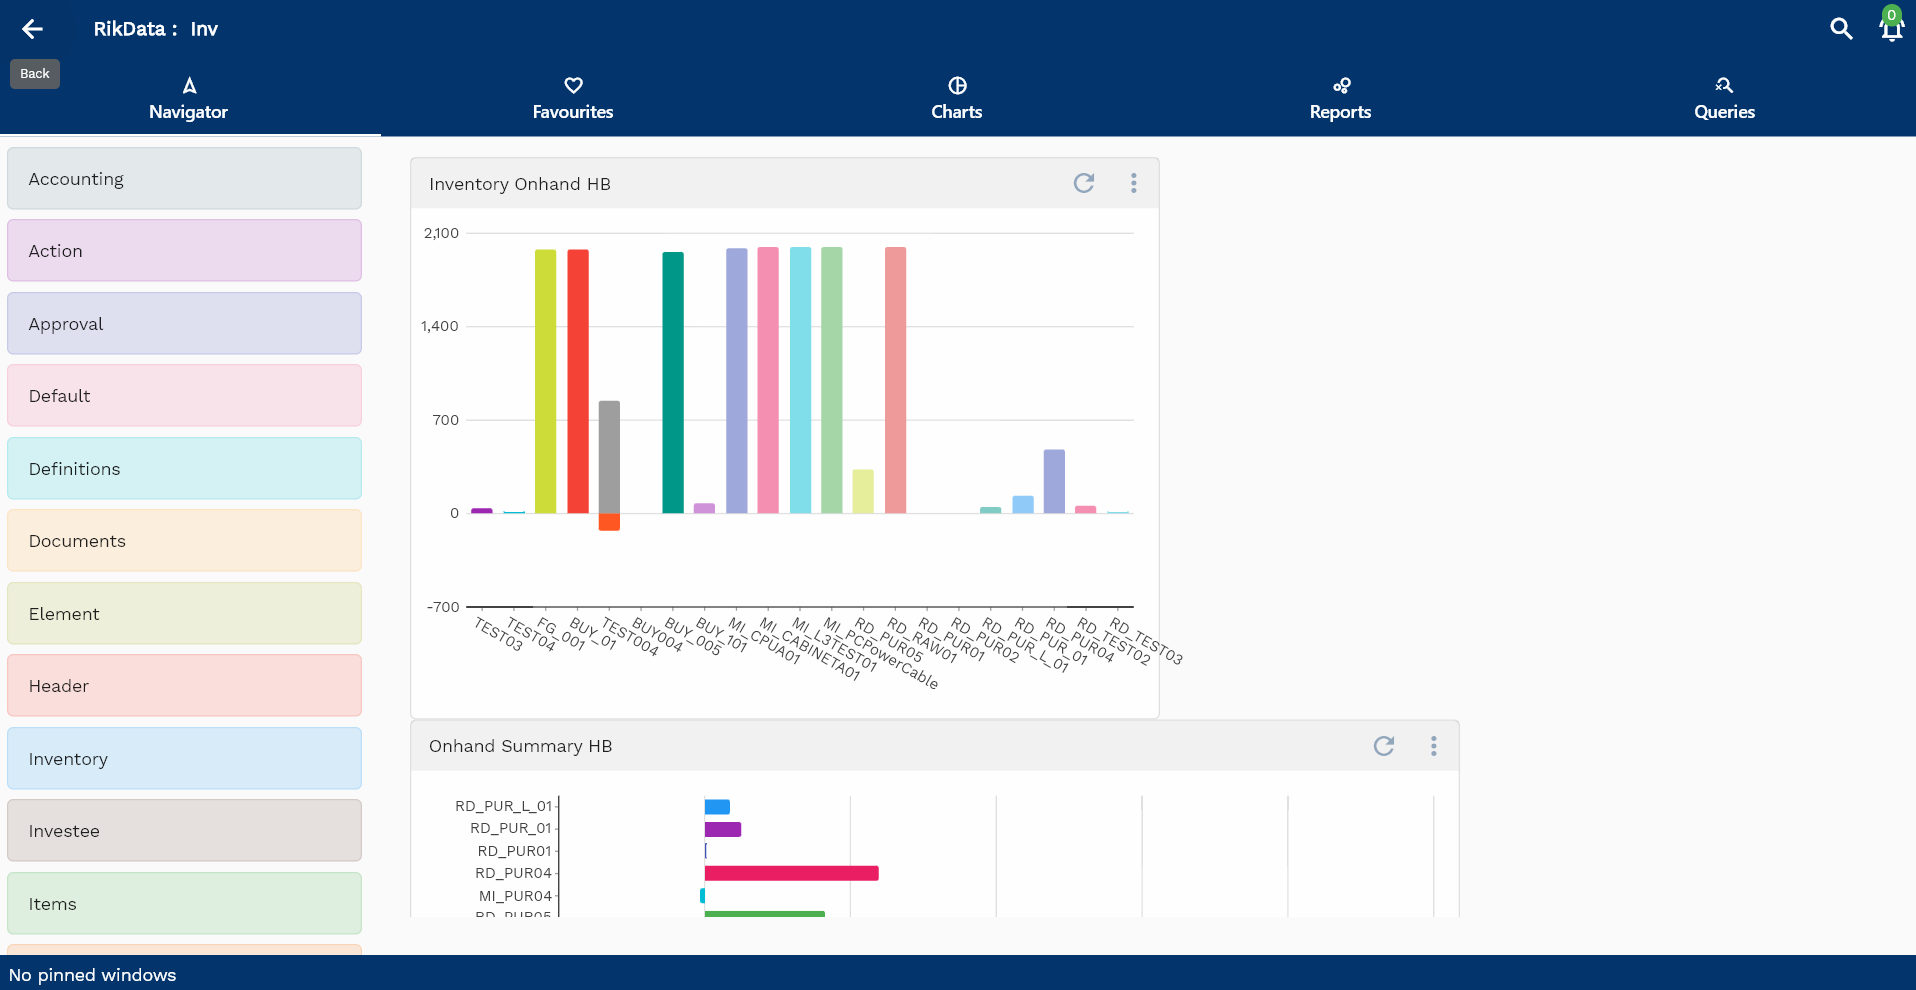 RikData : Inv
0
Back
Navigator
Favourites
Charts
Reports
Queries
Accounting
Action
Approval
Default
Definitions
Documents
Element
Header
Inventory
Investee
Items
Inventory Onhand HB
2,100
1,400
700
0
-700
TEST03
TEST04
FG_001
BUY_01
TEST004
BUY004
BUY_005
BUY_101
MI_CPUA01
MI_CABINETA01
MI_L3TEST01
MI_PCPowerCable
RD_PUR05
RD_RAW01
RD_PUR01
RD_PUR02
RD_PUR_L_01
RD_PUR_01
RD_PUR04
RD_TEST02
RD_TEST03
Onhand Summary HB
RD_PUR_L_01
RD_PUR_01
RD_PUR01
RD_PUR04
MI_PUR04
RD_PUR05
No pinned windows